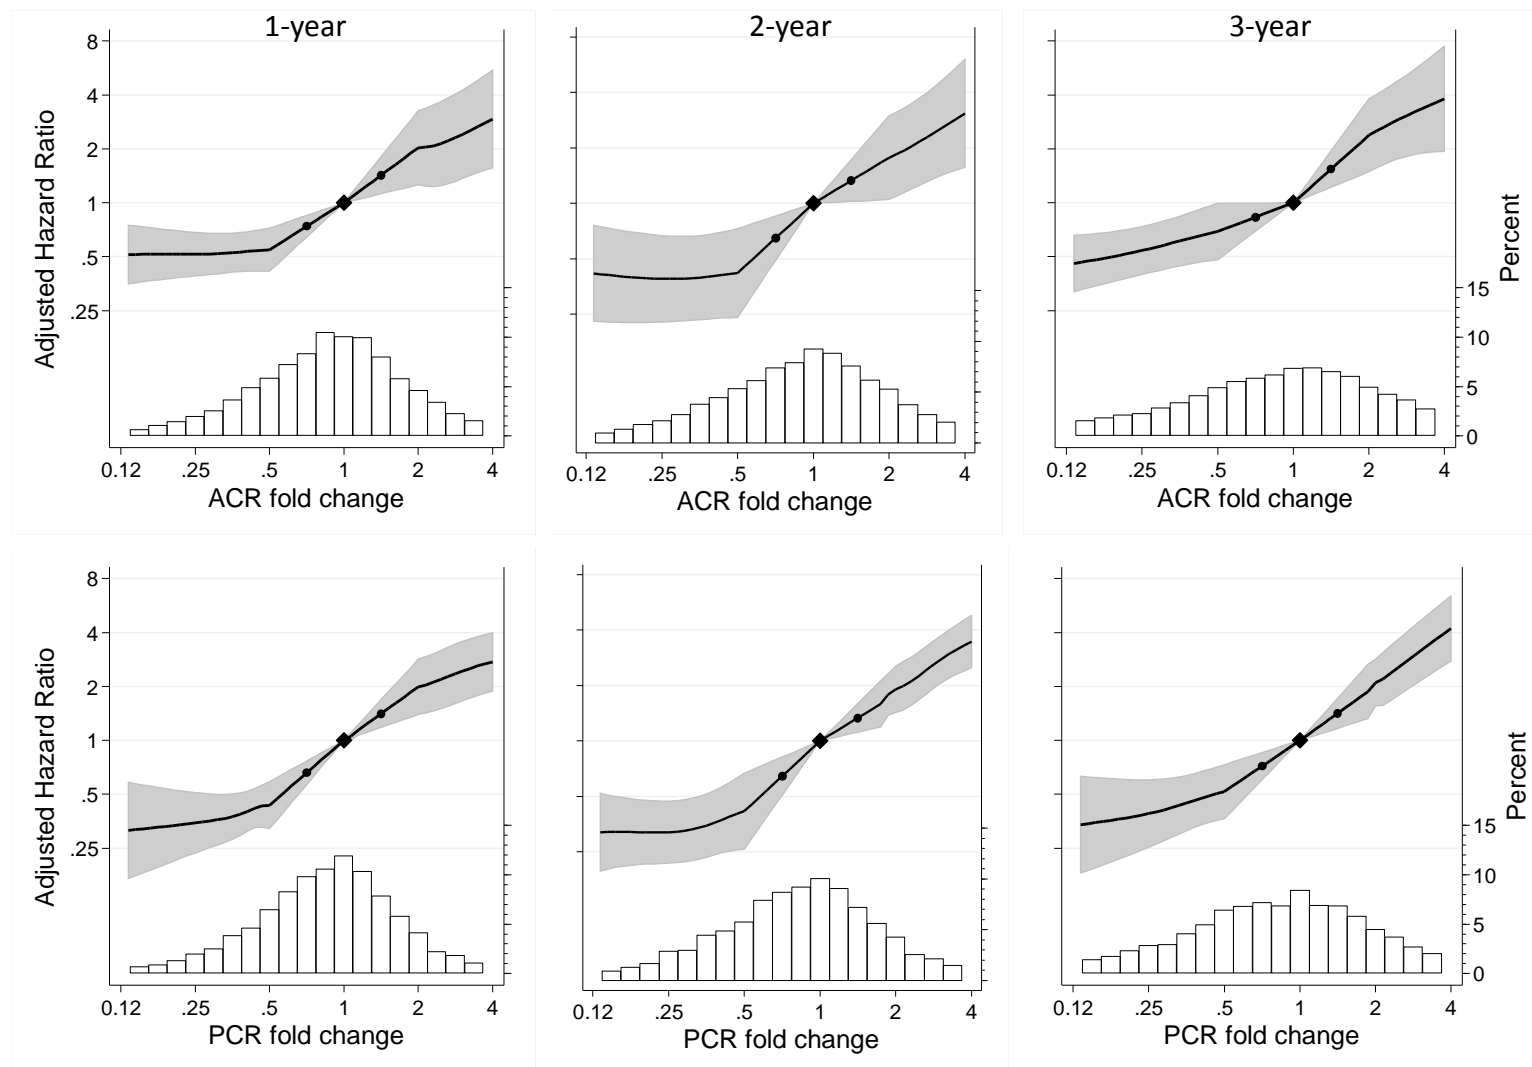 1-year 2-year 3-year
Adjusted Hazard Ratio
8
4
2
1
.5
.25
0.12 .25 .5 1 2 4
ACR fold change
0.12 .25 .5 1 2 4
ACR fold change
Percent
15
10
5
0
0.12 .25 .5 1 2 4
ACR fold change
Adjusted Hazard Ratio
8
4
2
1
.5
.25
0.12 .25 .5 1 2 4
PCR fold change
0.12 .25 .5 1 2 4
PCR fold change
Percent
15
10
5
0
0.12 .25 .5 1 2 4
PCR fold change